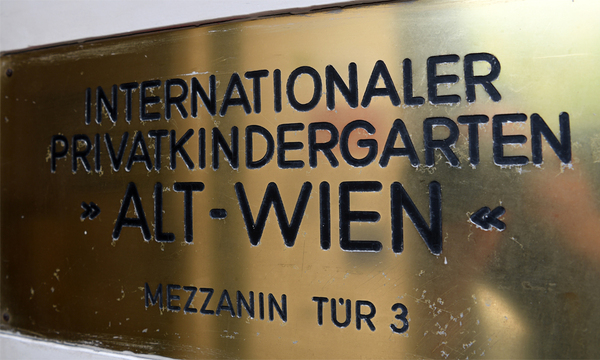 INTERNATIONALER
PRIVATKINDERGARTEN
» ALT-WIEN «
MEZZANIN TÜR 3